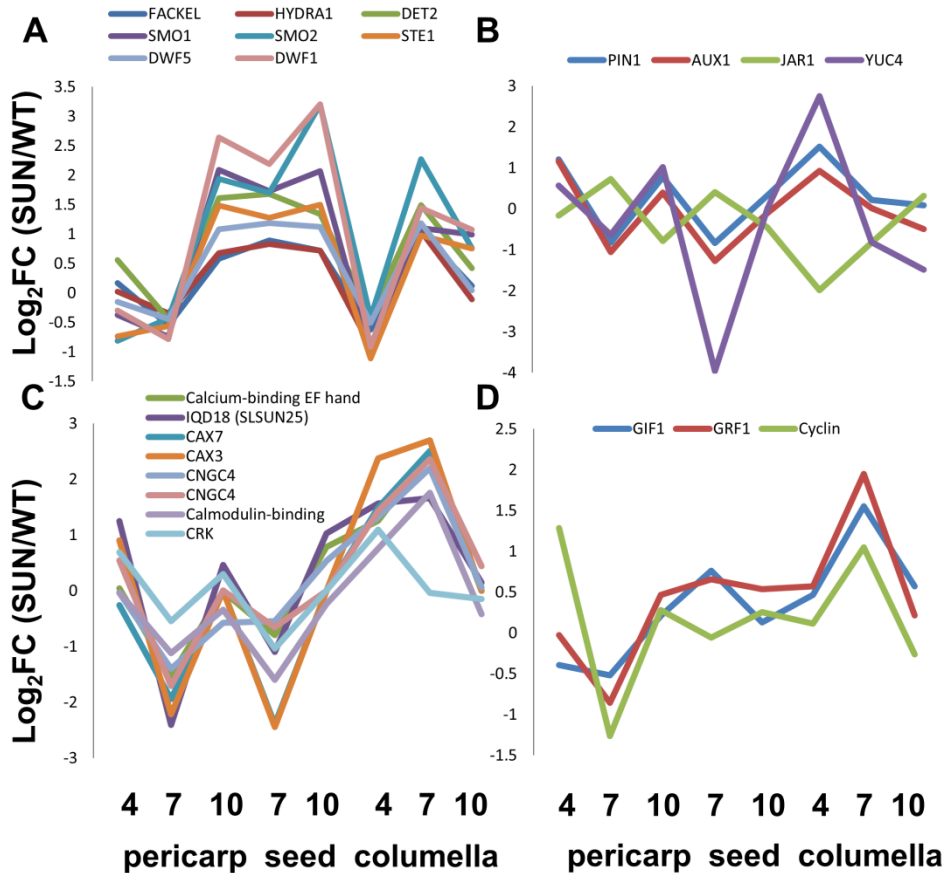 A
FACKEL HYDRA1 DET2
SMO1 SMO2 STE1
DWF5 DWF1
Log2FC (SUN/WT)
3.5
3
2.5
2
1.5
1
0.5
0
-0.5
-1
-1.5
B
PIN1 AUX1 JAR1 YUC4
3
2
1
0
-1
-2
-3
-4
C
Calcium-binding EF hand
IQD18 (SLSUN25)
CAX7
CAX3
CNGC4
CNGC4
Calmodulin-binding
CRK
Log2FC (SUN/WT)
3
2
1
0
-1
-2
-3
D
GIF1 GRF1 Cyclin
2.5
2
1.5
1
0.5
0
-0.5
-1
-1.5
4 7 10 7 10 4 7 10
pericarp seed columella
4 7 10 7 10 4 7 10
pericarp seed columella